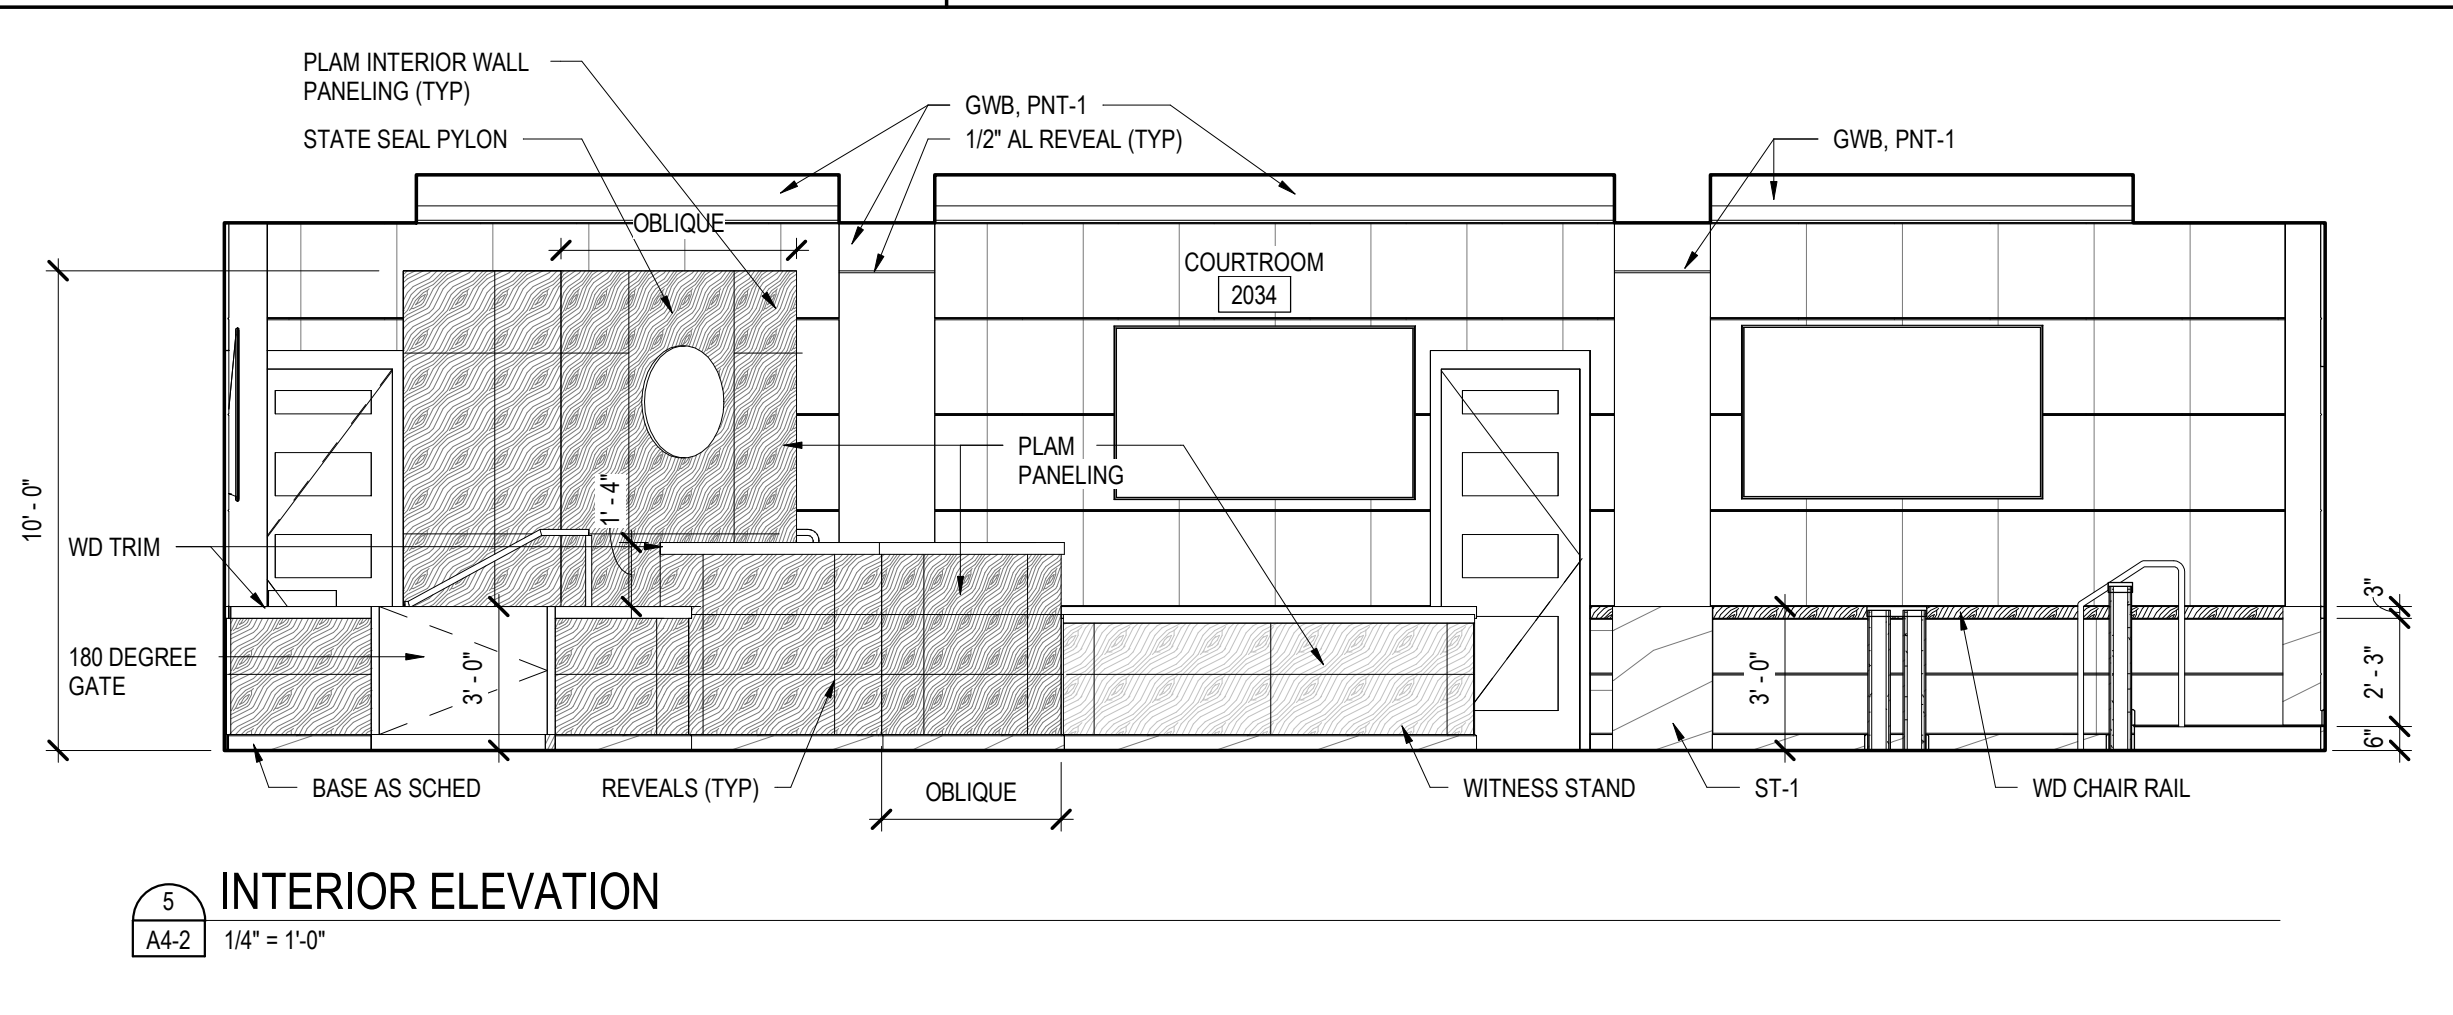 PLAM INTERIOR WALL
PANELING (TYP)
STATE SEAL PYLON
GWB, PNT-1
1/2" AL REVEAL (TYP)
GWB, PNT-1
OBLIQUE
COURTROOM
2034
10' - 0"
1' - 4"
PLAM
PANELING
WD TRIM
180 DEGREE
GATE
3' - 0"
3' - 0"
3"
2' - 3"
6"
BASE AS SCHED
REVEALS (TYP)
OBLIQUE
WITNESS STAND
ST-1
WD CHAIR RAIL
5
INTERIOR ELEVATION
A4-2
1/4" = 1'-0"